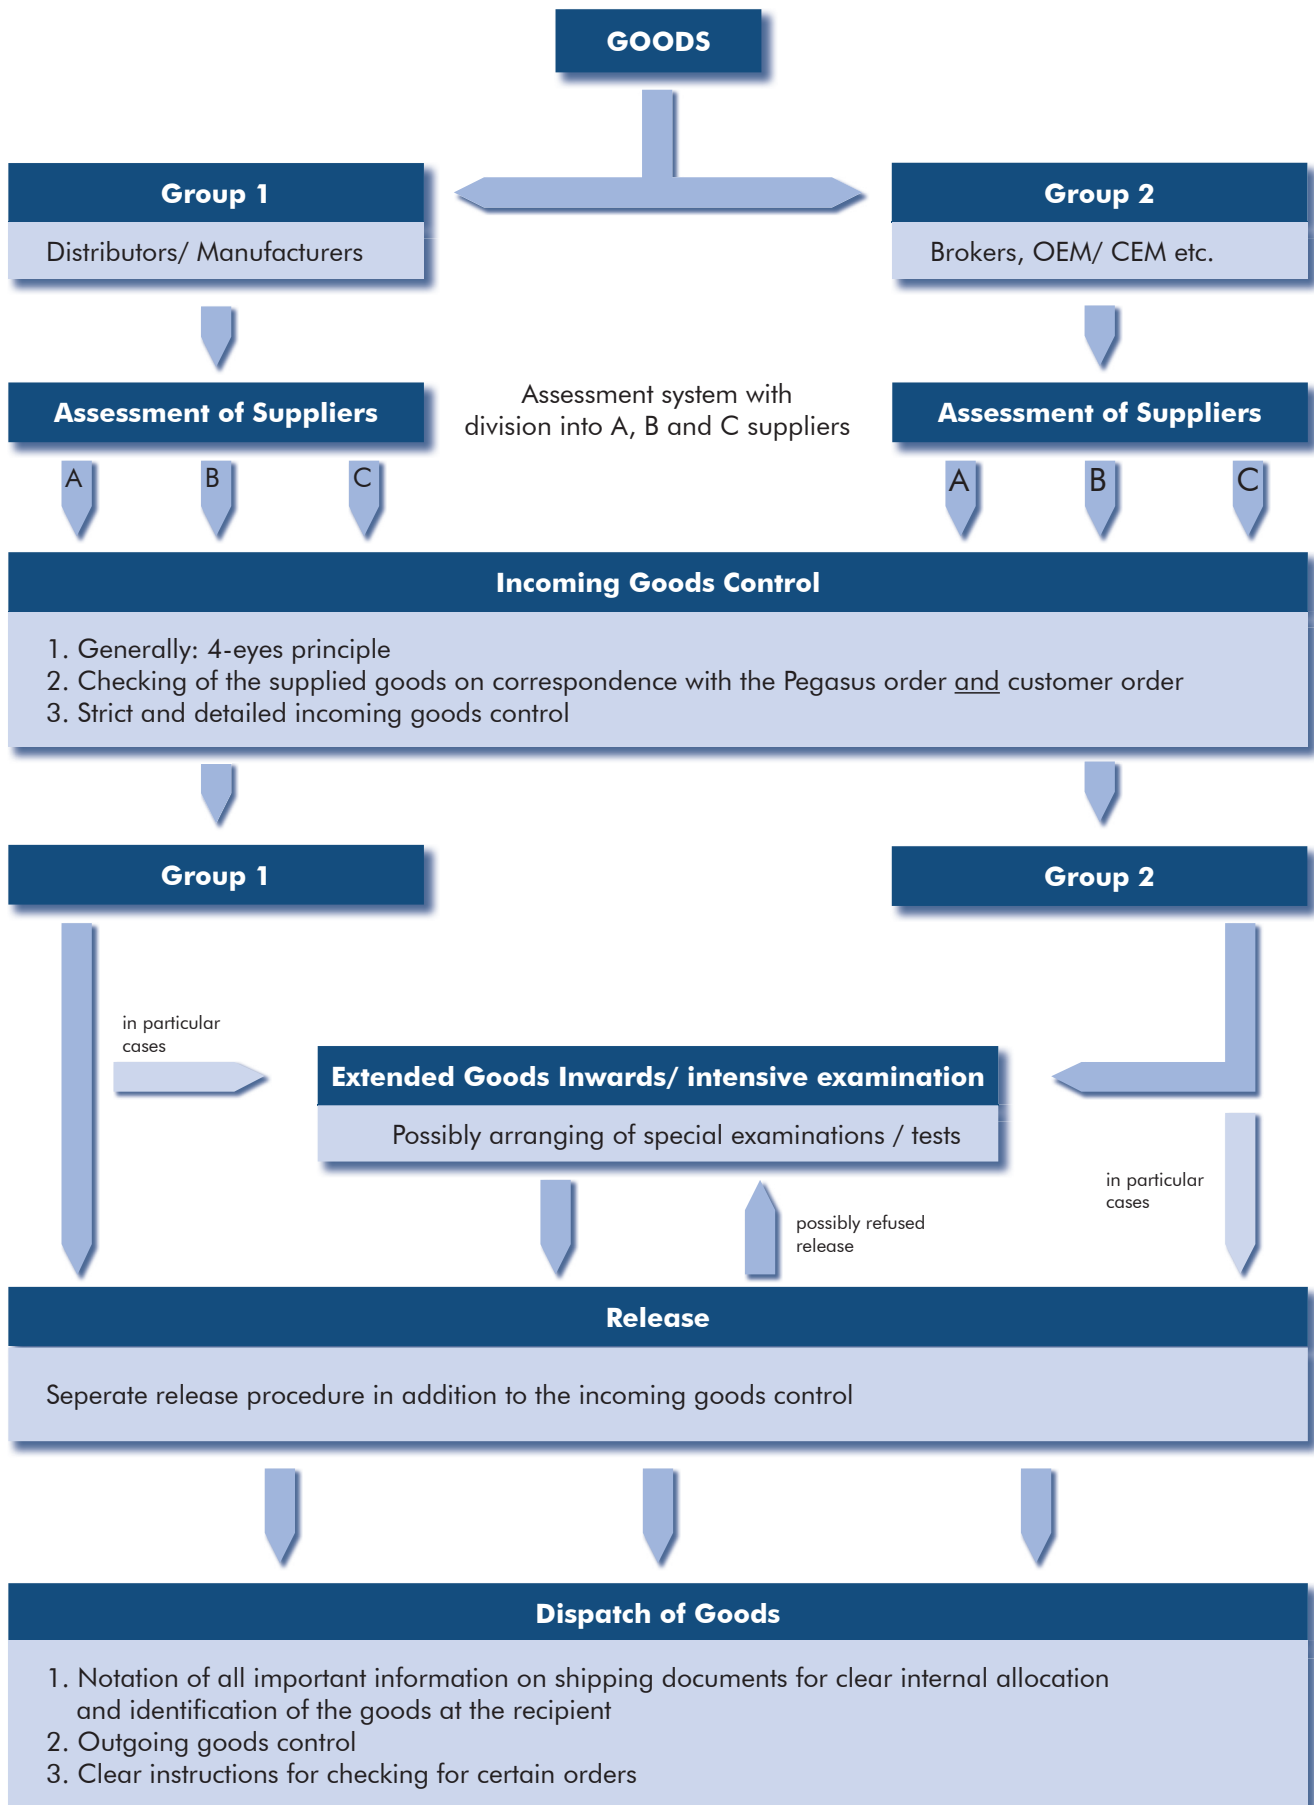 GOODS
Group 1
Distributors/ Manufacturers
Group 2
Brokers, OEM/ CEM etc.
Assessment of Suppliers
Assessment system with
division into A, B and C suppliers
Assessment of Suppliers
A
B
C
A
B
C
Incoming Goods Control
1. Generally: 4-eyes principle
2. Checking of the supplied goods on correspondence with the Pegasus order and customer order
3. Strict and detailed incoming goods control
Group 1
Group 2
in particular
cases
Extended Goods Inwards/ intensive examination
Possibly arranging of special examinations / tests
in particular
cases
possibly refused
release
Release
Seperate release procedure in addition to the incoming goods control
Dispatch of Goods
1. Notation of all important information on shipping documents for clear internal allocation
and identification of the goods at the recipient
2. Outgoing goods control
3. Clear instructions for checking for certain orders